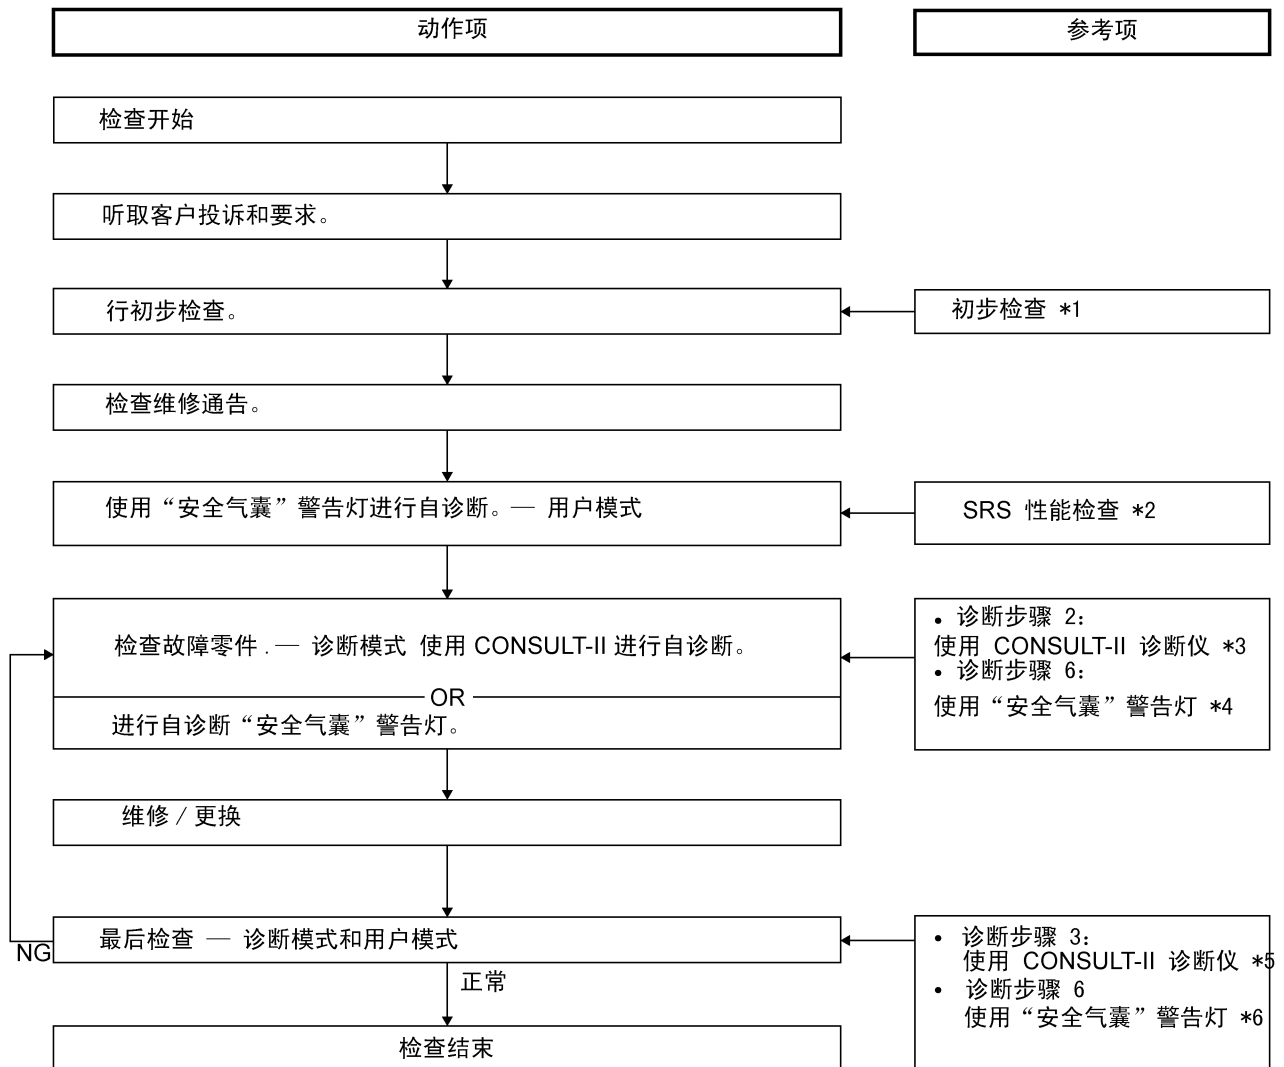 动作项
参考项
检查开始
听取客户投诉和要求。
行初步检查。
初步检查 *1
检查维修通告。
使用“安全气囊”警告灯进行自诊断。— 用户模式
SRS 性能检查 *2
检查故障零件.— 诊断模式 使用 CONSULT-II 进行自诊断。
OR
进行自诊断“安全气囊”警告灯。
• 诊断步骤 2:
使用 CONSULT-II 诊断仪 *3
• 诊断步骤 6:
使用“安全气囊”警告灯 *4
维修 / 更换
最后检查 — 诊断模式和用户模式
NG
正常
• 诊断步骤 3:
使用 CONSULT-II 诊断仪 *5
• 诊断步骤 6
使用“安全气囊”警告灯 *6
检查结束